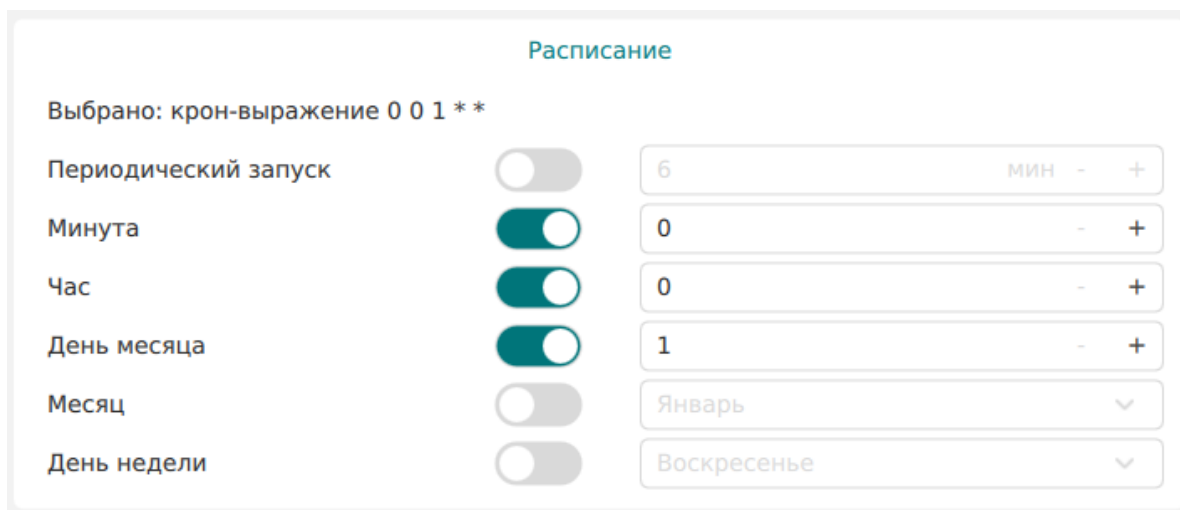 Расписание
Выбрано: крон-выражение 0 0 1 * *
Периодический запуск 6 мин - +
Минута 0 - +
Час 0 - +
День месяца 1 - +
Месяц Январь
День недели Воскресенье